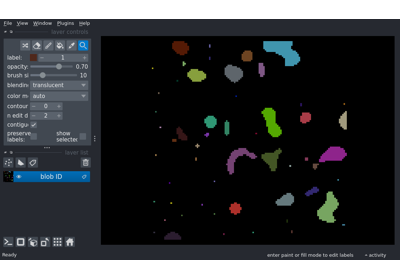 File View Window Plugins Help
layer controls
label: 1
opacity: 0.70
brush si 10
blendin translucent
color m auto
contour 0
n edit d 2
contigu
preserve labels: show selected
layer list
blob ID
Ready enter paint or fill mode to edit labels activity